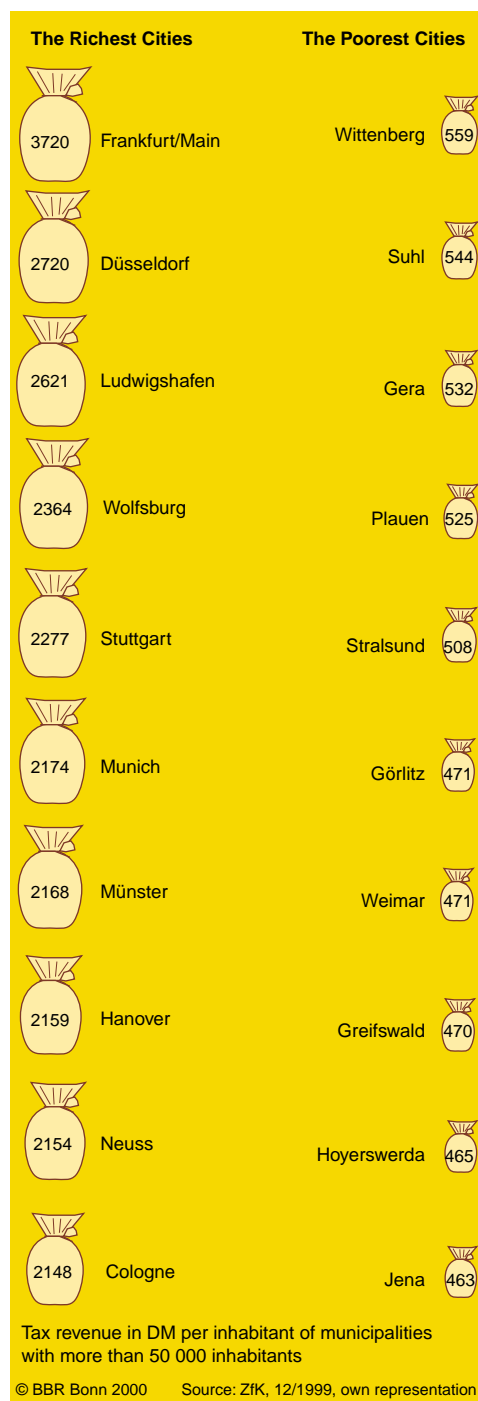 The Richest Cities
The Poorest Cities
3720 Frankfurt/Main
Wittenberg 559
2720 Düsseldorf
Suhl 544
2621 Ludwigshafen
Gera 532
2364 Wolfsburg
Plauen 525
2277 Stuttgart
Stralsund 508
2174 Munich
Görlitz 471
2168 Münster
Weimar 471
2159 Hanover
Greifswald 470
2154 Neuss
Hoyerswerda 465
2148 Cologne
Jena 463
Tax revenue in DM per inhabitant of municipalities
with more than 50 000 inhabitants
© BBR Bonn 2000 Source: ZfK, 12/1999, own representation